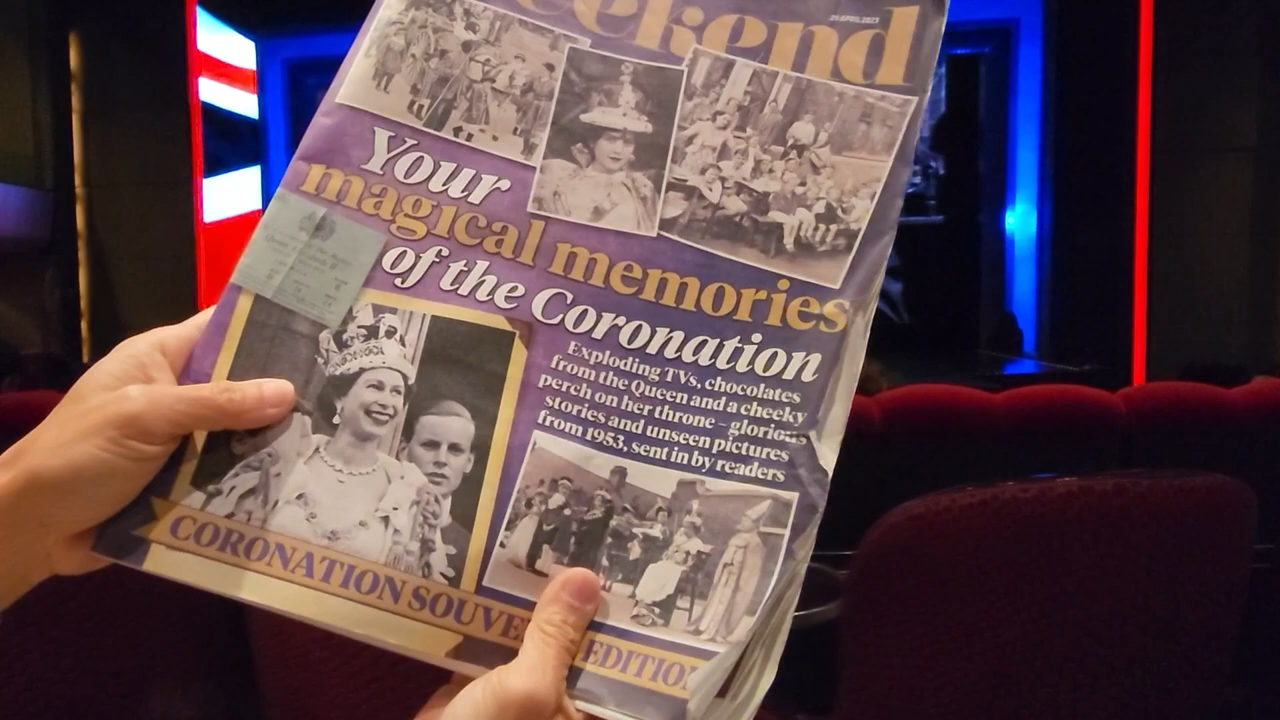 eekend
29 APRIL 2023
Your
magical memories
of the Coronation
Exploding TVs, chocolates
from the Queen and a cheeky
perch on her throne – glorious
stories and unseen pictures
from 1953, sent in by readers
CORONATION SOUVE EDITION